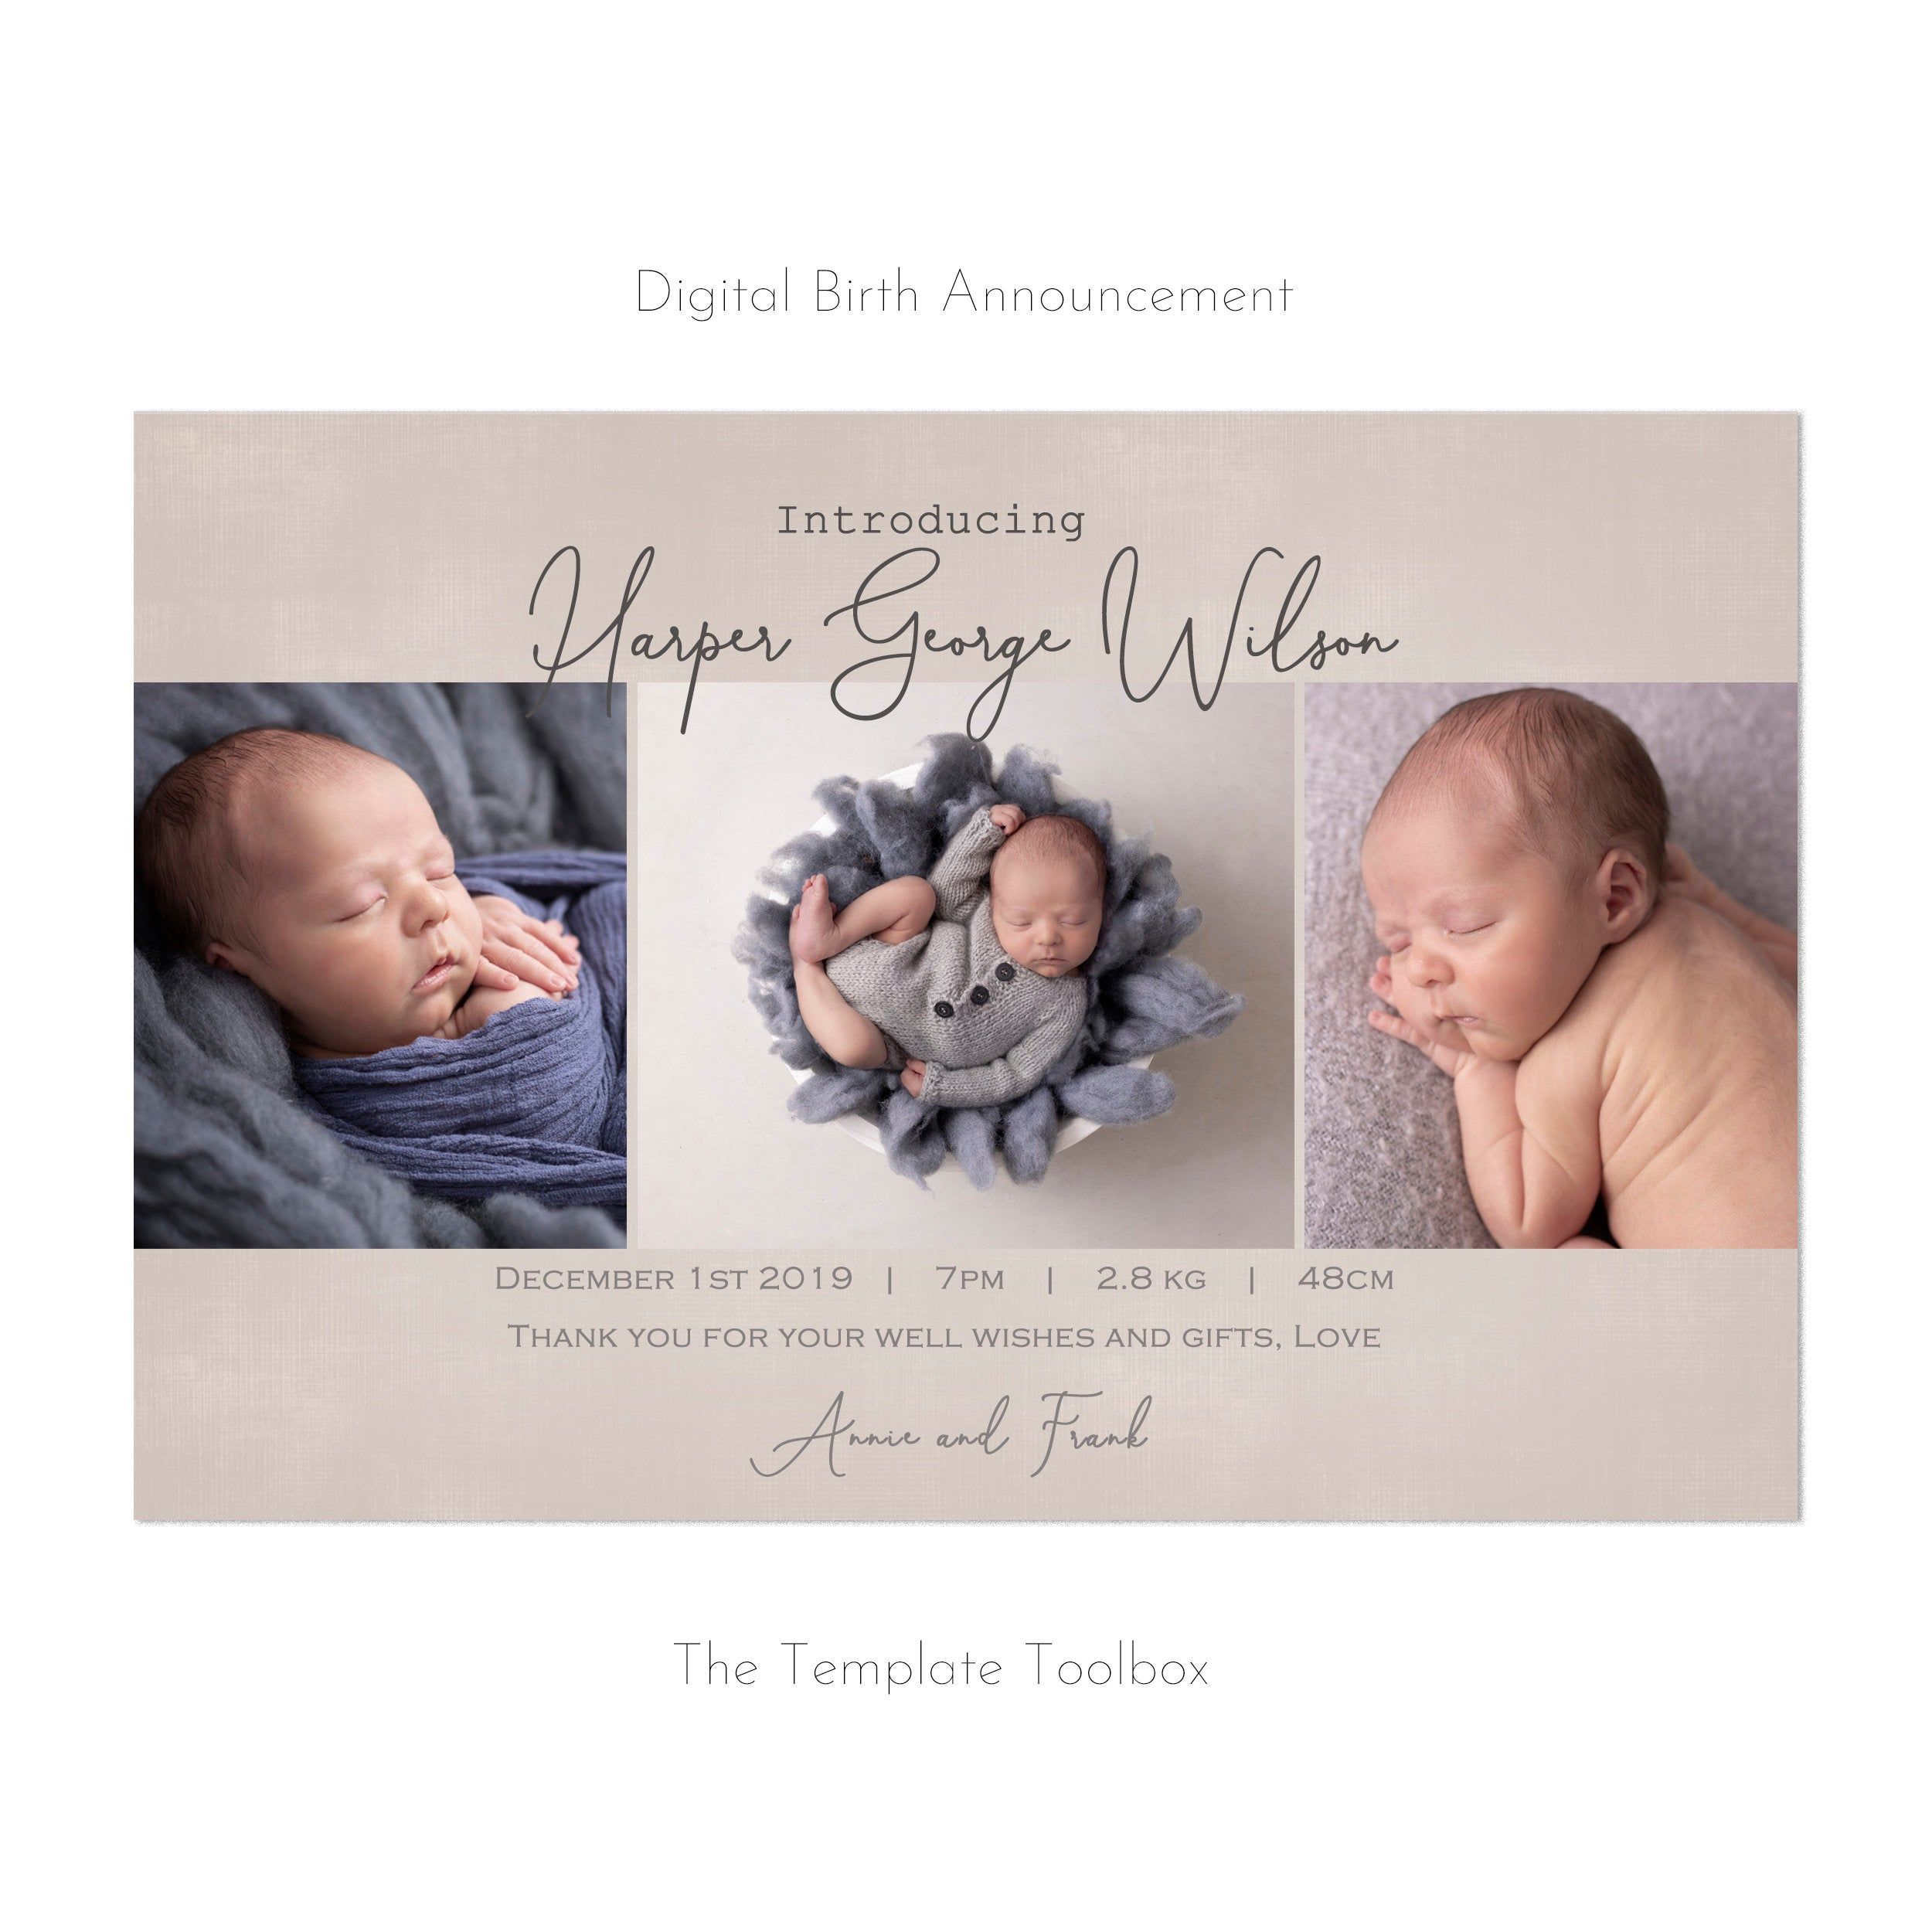 Digital Birth Announcement
Introducing
Harper George Wilson
December 1st 2019 | 7pm | 2.8 kg | 48cm
Thank you for your well wishes and gifts, Love
Annie and Frank
The Template Toolbox